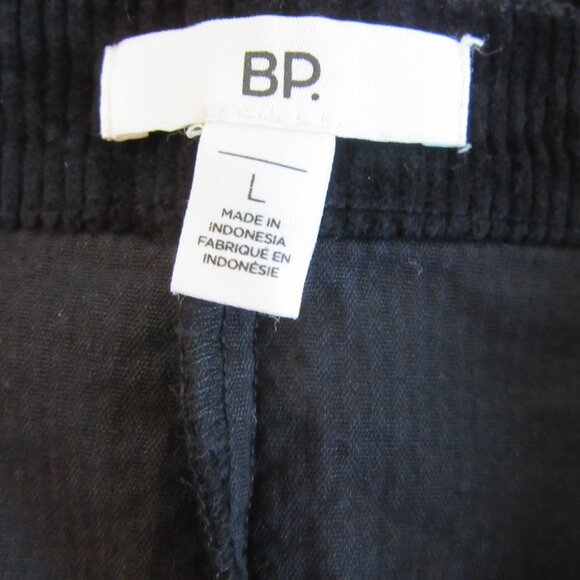 BP.
L
MADE IN
INDONESIA
FABRIQUÉ EN
INDONÉSIE